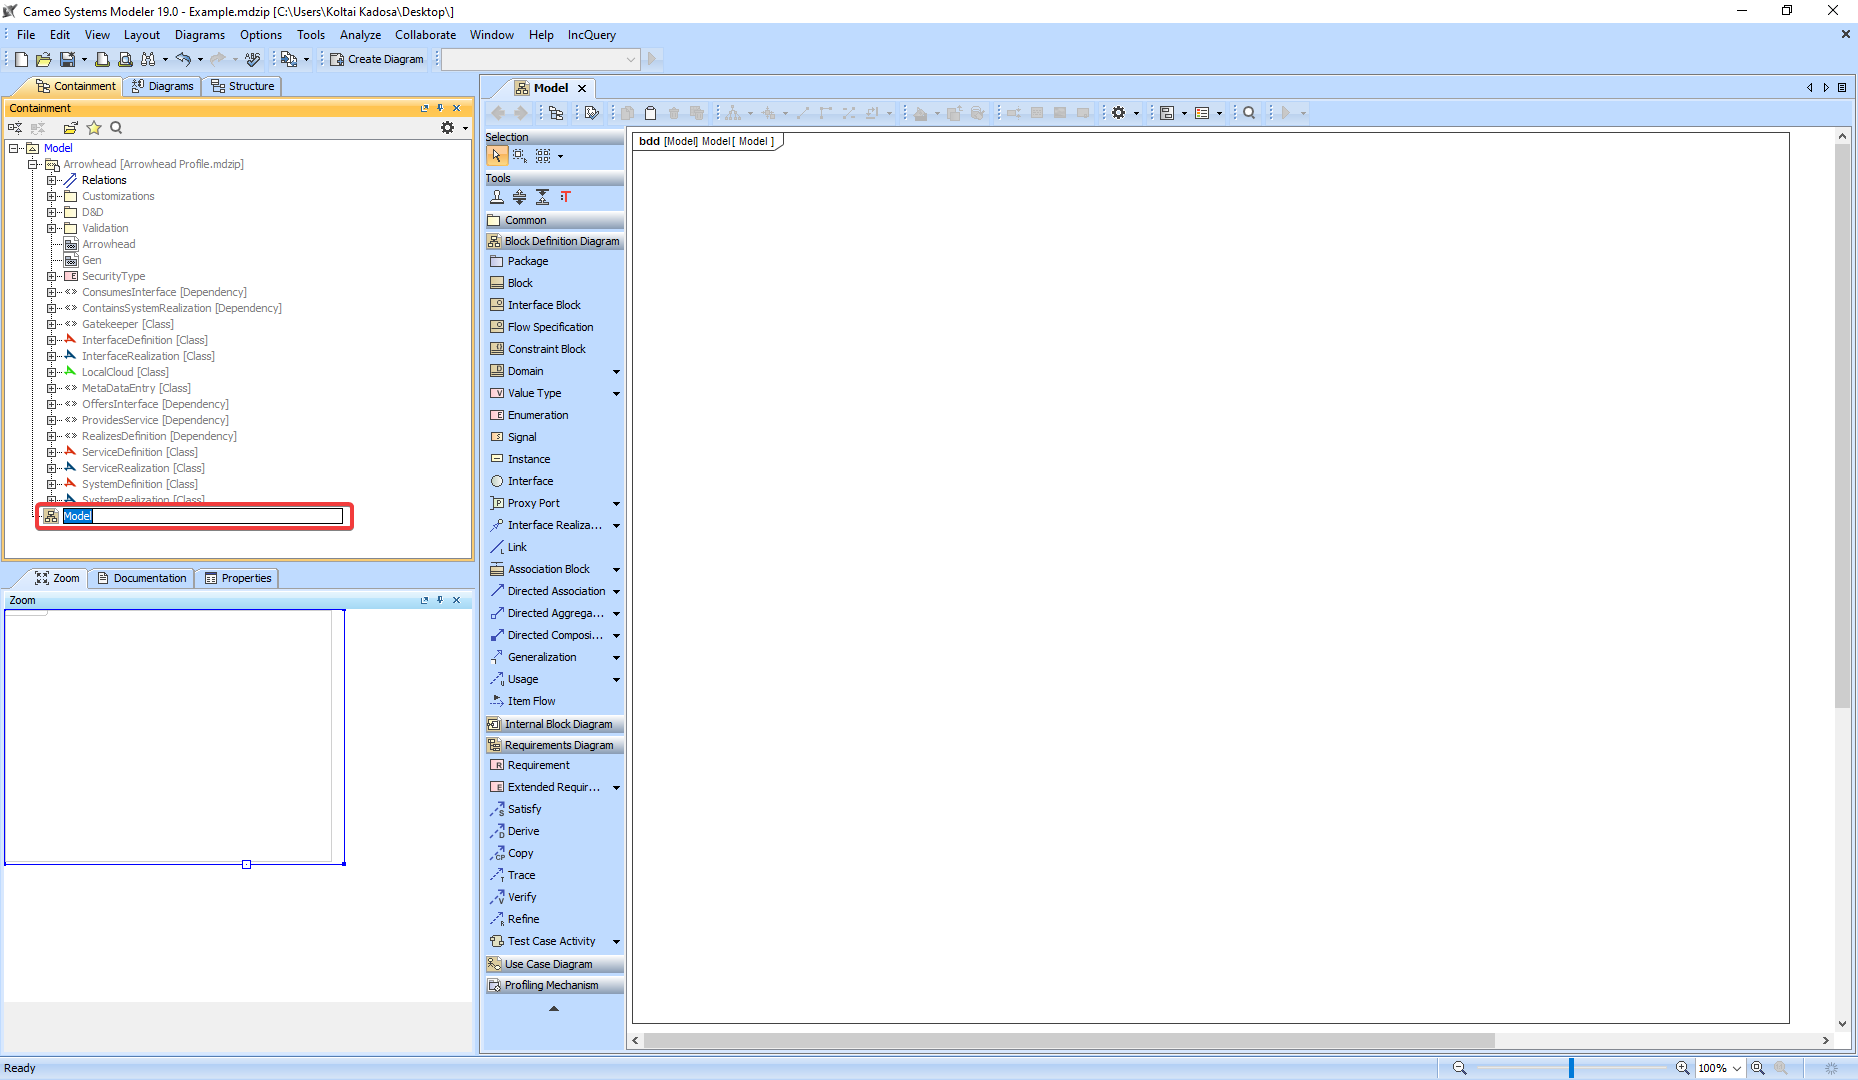 Cameo Systems Modeler 19.0 - Example.mdzip [C:\Users\Koltai Kadosa\Desktop\]
File Edit View Layout Diagrams Options Tools Analyze Collaborate Window Help IncQuery
Create Diagram
Containment Diagrams Structure
Containment
Model
Arrowhead [Arrowhead Profile.mdzip]
Relations
Customizations
D&D
Validation
Arrowhead
Gen
SecurityType
ConsumesInterface [Dependency]
ContainsSystemRealization [Dependency]
Gatekeeper [Class]
InterfaceDefinition [Class]
InterfaceRealization [Class]
LocalCloud [Class]
MetaDataEntry [Class]
OffersInterface [Dependency]
ProvidesService [Dependency]
RealizesDefinition [Dependency]
ServiceDefinition [Class]
ServiceRealization [Class]
SystemDefinition [Class]
SystemRealization [Class]
Model
Zoom Documentation Properties
Zoom
Model
Selection
Tools
Common
Block Definition Diagram
Package
Block
Interface Block
Flow Specification
Constraint Block
Domain
Value Type
Enumeration
Signal
Instance
Interface
Proxy Port
Interface Realiza...
Link
Association Block
Directed Association
Directed Aggrega...
Directed Composi...
Generalization
Usage
Item Flow
Internal Block Diagram
Requirements Diagram
Requirement
Extended Requir...
Satisfy
Derive
Copy
Trace
Verify
Refine
Test Case Activity
Use Case Diagram
Profiling Mechanism
bdd [Model] Model[ Model ]
Ready
100%